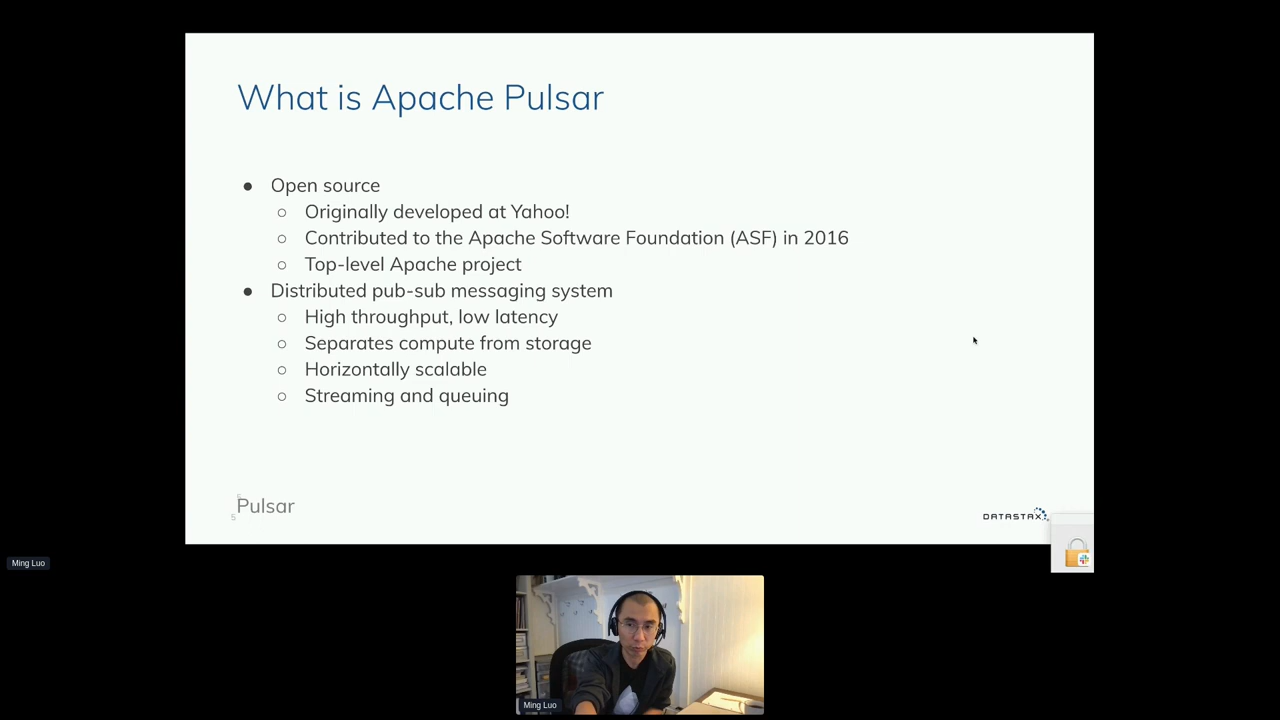 What is Apache Pulsar
● Open source
○ Originally developed at Yahoo!
○ Contributed to the Apache Software Foundation (ASF) in 2016
○ Top-level Apache project
● Distributed pub-sub messaging system
○ High throughput, low latency
○ Separates compute from storage
○ Horizontally scalable
○ Streaming and queuing
Pulsar
5
DATASTAX
Ming Luo
Ming Luo